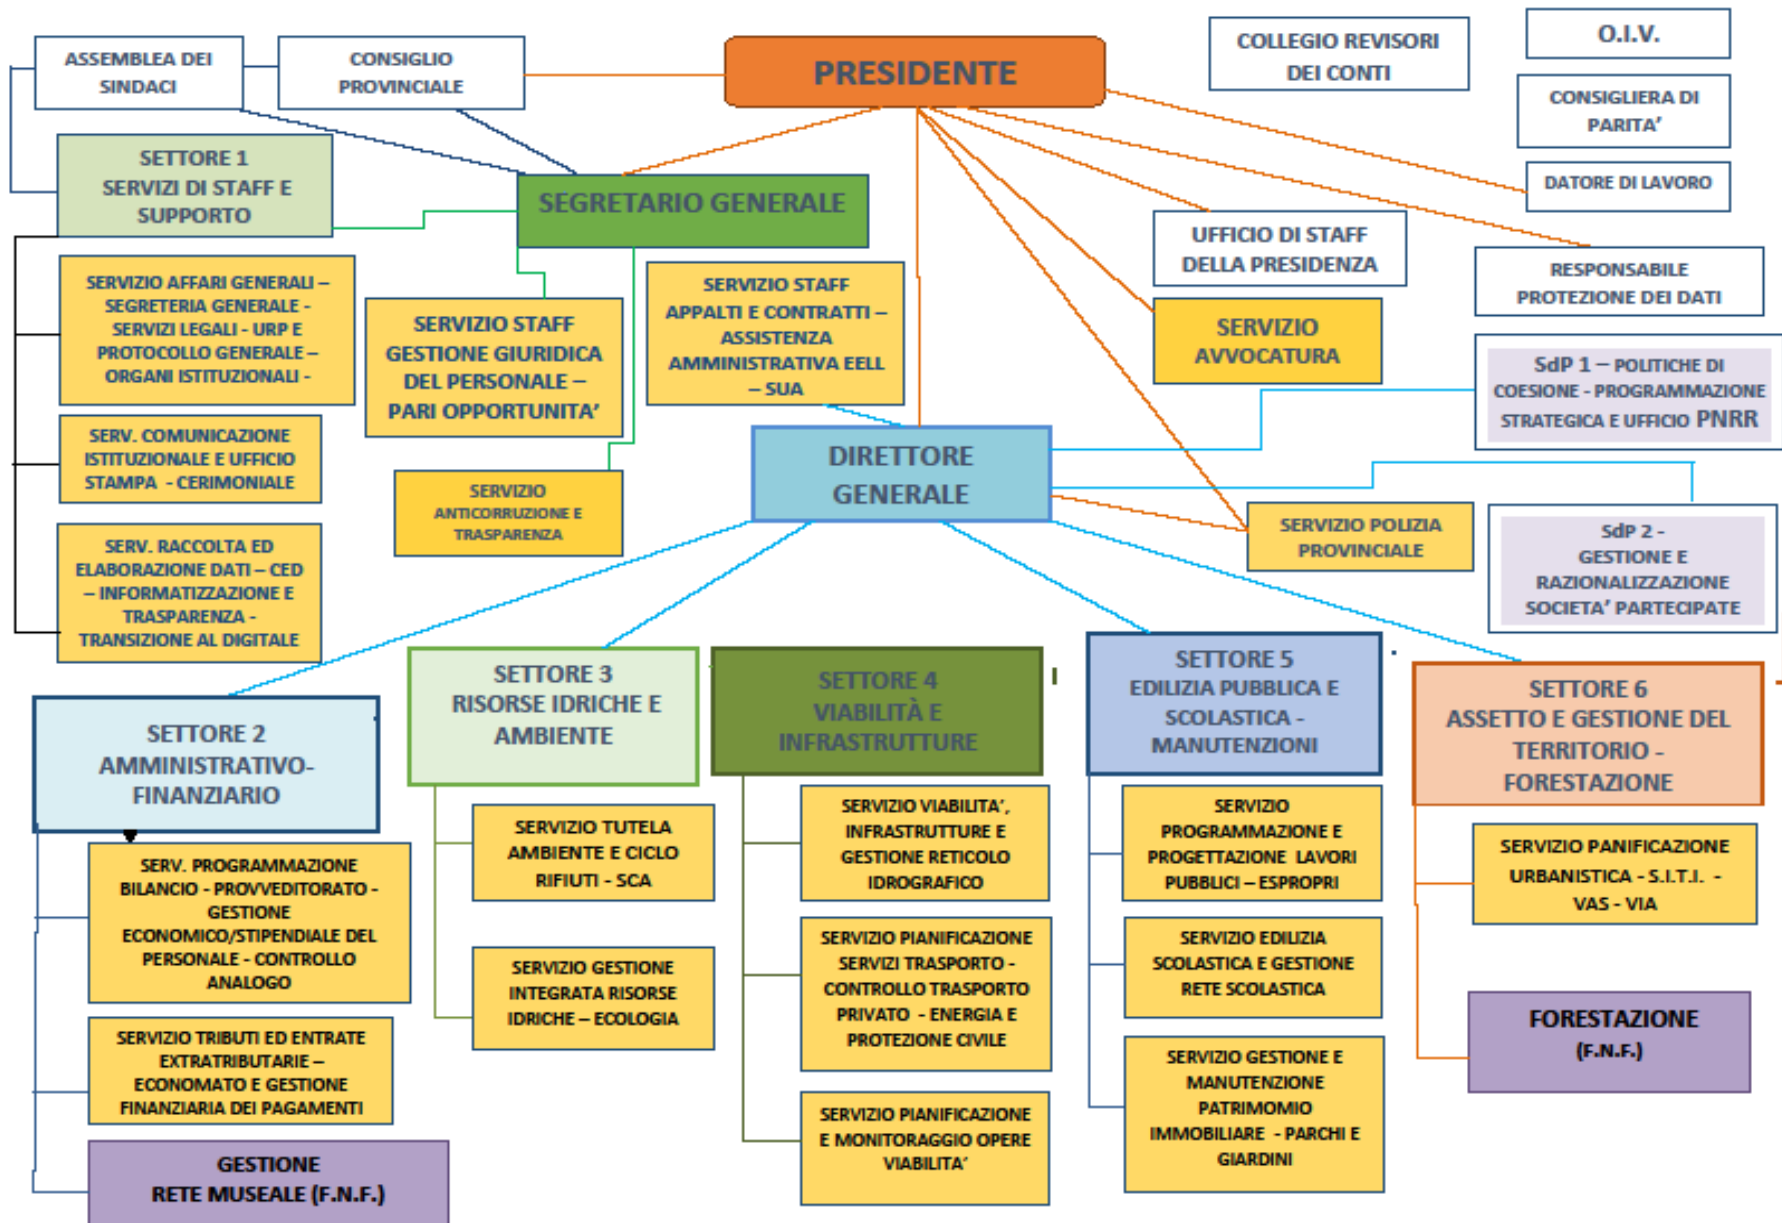 ASSEMBLEA DEI
SINDACI
CONSIGLIO
PROVINCIALE
PRESIDENTE
COLLEGIO REVISORI
DEI CONTI
O.I.V.
CONSIGLIERA DI
PARITA’
DATORE DI LAVORO
SETTORE 1
SERVIZI DI STAFF E
SUPPORTO
SEGRETARIO GENERALE
UFFICIO DI STAFF
DELLA PRESIDENZA
RESPONSABILE
PROTEZIONE DEI DATI
SERVIZIO AFFARI GENERALI –
SEGRETERIA GENERALE -
SERVIZI LEGALI - URP E
PROTOCOLLO GENERALE –
ORGANI ISTITUZIONALI -
SERVIZIO STAFF
GESTIONE GIURIDICA
DEL PERSONALE –
PARI OPPORTUNITA’
SERVIZIO STAFF
APPALTI E CONTRATTI –
ASSISTENZA
AMMINISTRATIVA EELL
– SUA
SERVIZIO
AVVOCATURA
SdP 1 – POLITICHE DI
COESIONE - PROGRAMMAZIONE
STRATEGICA E UFFICIO PNRR
SERV. COMUNICAZIONE
ISTITUZIONALE E UFFICIO
STAMPA - CERIMONIALE
SERVIZIO
ANTICORRUZIONE E
TRASPARENZA
DIRETTORE
GENERALE
SERVIZIO POLIZIA
PROVINCIALE
SdP 2 -
GESTIONE E
RAZIONALIZZAZIONE
SOCIETA’ PARTECIPATE
SERV. RACCOLTA ED
ELABORAZIONE DATI – CED
– INFORMATIZZAZIONE E
TRASPARENZA -
TRANSIZIONE AL DIGITALE
SETTORE 2
AMMINISTRATIVO-
FINANZIARIO
SETTORE 3
RISORSE IDRICHE E
AMBIENTE
SETTORE 4
VIABILITÀ E
INFRASTRUTTURE
SETTORE 5
EDILIZIA PUBBLICA E
SCOLASTICA -
MANUTENZIONI
SETTORE 6
ASSETTO E GESTIONE DEL
TERRITORIO -
FORESTAZIONE
SERV. PROGRAMMAZIONE
BILANCIO - PROVVEDITORATO -
GESTIONE
ECONOMICO/STIPENDIALE DEL
PERSONALE - CONTROLLO
ANALOGO
SERVIZIO TRIBUTI ED ENTRATE
EXTRATRIBUTARIE –
ECONOMATO E GESTIONE
FINANZIARIA DEI PAGAMENTI
GESTIONE
RETE MUSEALE (F.N.F.)
SERVIZIO TUTELA
AMBIENTE E CICLO
RIFIUTI - SCA
SERVIZIO GESTIONE
INTEGRATA RISORSE
IDRICHE – ECOLOGIA
SERVIZIO VIABILITA’,
INFRASTRUTTURE E
GESTIONE RETICOLO
IDROGRAFICO
SERVIZIO PIANIFICAZIONE
SERVIZI TRASPORTO -
CONTROLLO TRASPORTO
PRIVATO - ENERGIA E
PROTEZIONE CIVILE
SERVIZIO PIANIFICAZIONE
E MONITORAGGIO OPERE
VIABILITA’
SERVIZIO
PROGRAMMAZIONE E
PROGETTAZIONE LAVORI
PUBBLICI – ESPROPRI
SERVIZIO EDILIZIA
SCOLASTICA E GESTIONE
RETE SCOLASTICA
SERVIZIO GESTIONE E
MANUTENZIONE
PATRIMOMIO
IMMOBILIARE - PARCHI E
GIARDINI
SERVIZIO PANIFICAZIONE
URBANISTICA - S.I.T.I. -
VAS - VIA
FORESTAZIONE
(F.N.F.)